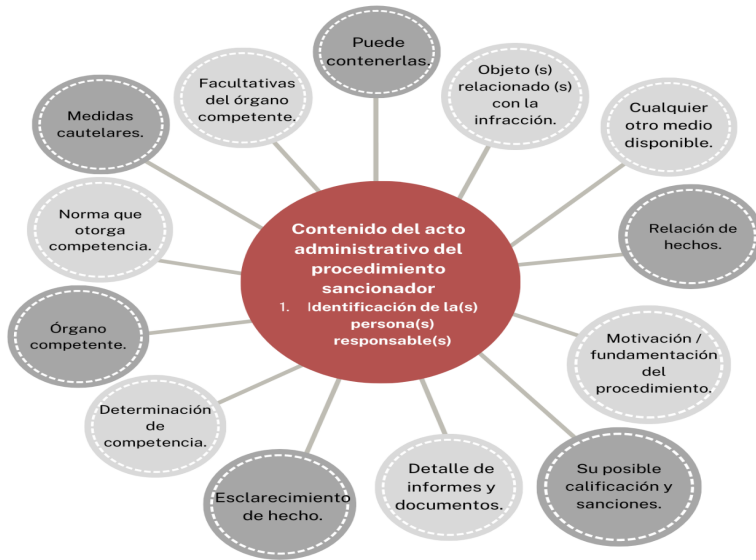 Puede
contenerlas.
Facultativas
del órgano
competente.
Objeto (s)
relacionado (s)
con la
infracción.
Medidas
cautelares.
Cualquier
otro medio
disponible.
Norma que
otorga
competencia.
Relación de
hechos.
Contenido del acto
administrativo del
procedimiento
sancionador
1. Identificación de la(s)
persona(s)
responsable(s)
Órgano
competente.
Motivación /
fundamentación
del
procedimiento.
Determinación
de
competencia.
Esclarecimiento
de hecho.
Detalle de
informes y
documentos.
Su posible
calificación y
sanciones.